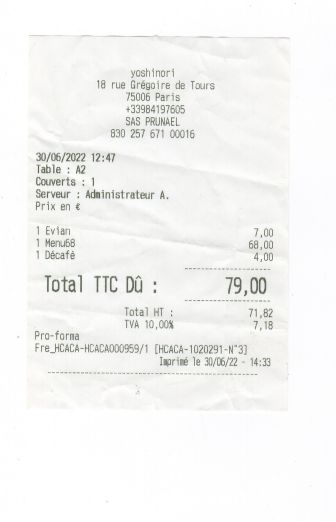 yoshinori
18 rue Grégoire de Tours
75006 Paris
+33984197605
SAS PRUNAEL
830 257 671 00016
30/06/2022 12:47
Table : A2
Couverts : 1
Serveur : Administrateur A.
Prix en €
1 Evian 7,00
1 Menu68 68,00
1 Décafé 4,00
Total TTC Dû : 79,00
Total HT : 71,82
TVA 10,00% 7,18
Pro-forma
Fre_HCACA-HCACA000959/1 [HCACA-1020291-N°3]
Imprimé le 30/06/22 - 14:33